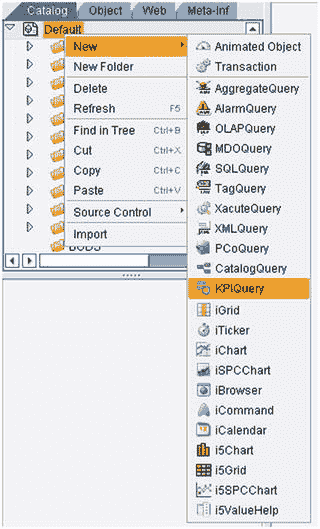 Catalog Object Web Meta-Inf
Default
New
New Folder
Delete
Refresh F5
Find in Tree Ctrl+B
Cut Ctrl+X
Copy Ctrl+C
Paste Ctrl+V
Source Control
Import
Animated Object
Transaction
AggregateQuery
AlarmQuery
OLAPQuery
MDOQuery
SQLQuery
TagQuery
XacuteQuery
XMLQuery
PCoQuery
CatalogQuery
KPIQuery
iGrid
iTicker
iChart
iSPCChart
iBrowser
iCommand
iCalendar
i5Chart
i5Grid
i5SPCChart
i5ValueHelp